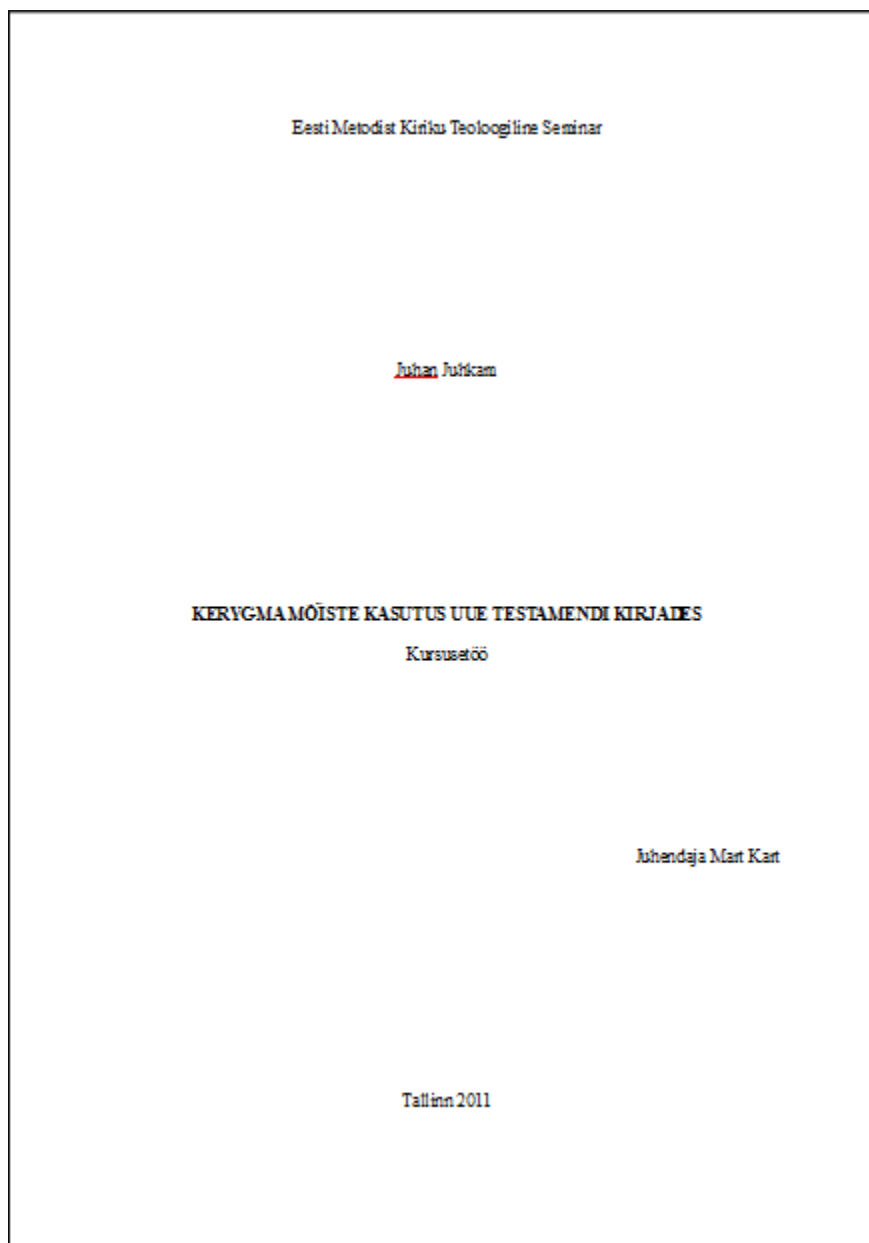 Eesti Metodist Kiriku Teoloogiline Seminar
Juhan Juhkam
KERYGMA MÕISTE KASUTUS UUE TESTAMENDI KIRJADES
Kursusetöö
Juhendaja Mart Kart
Tallinn 2011